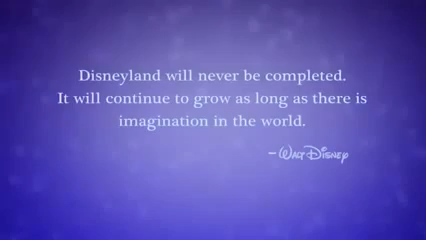 Disneyland will never be completed.
It will continue to grow as long as there is
imagination in the world.
–Walt Disney